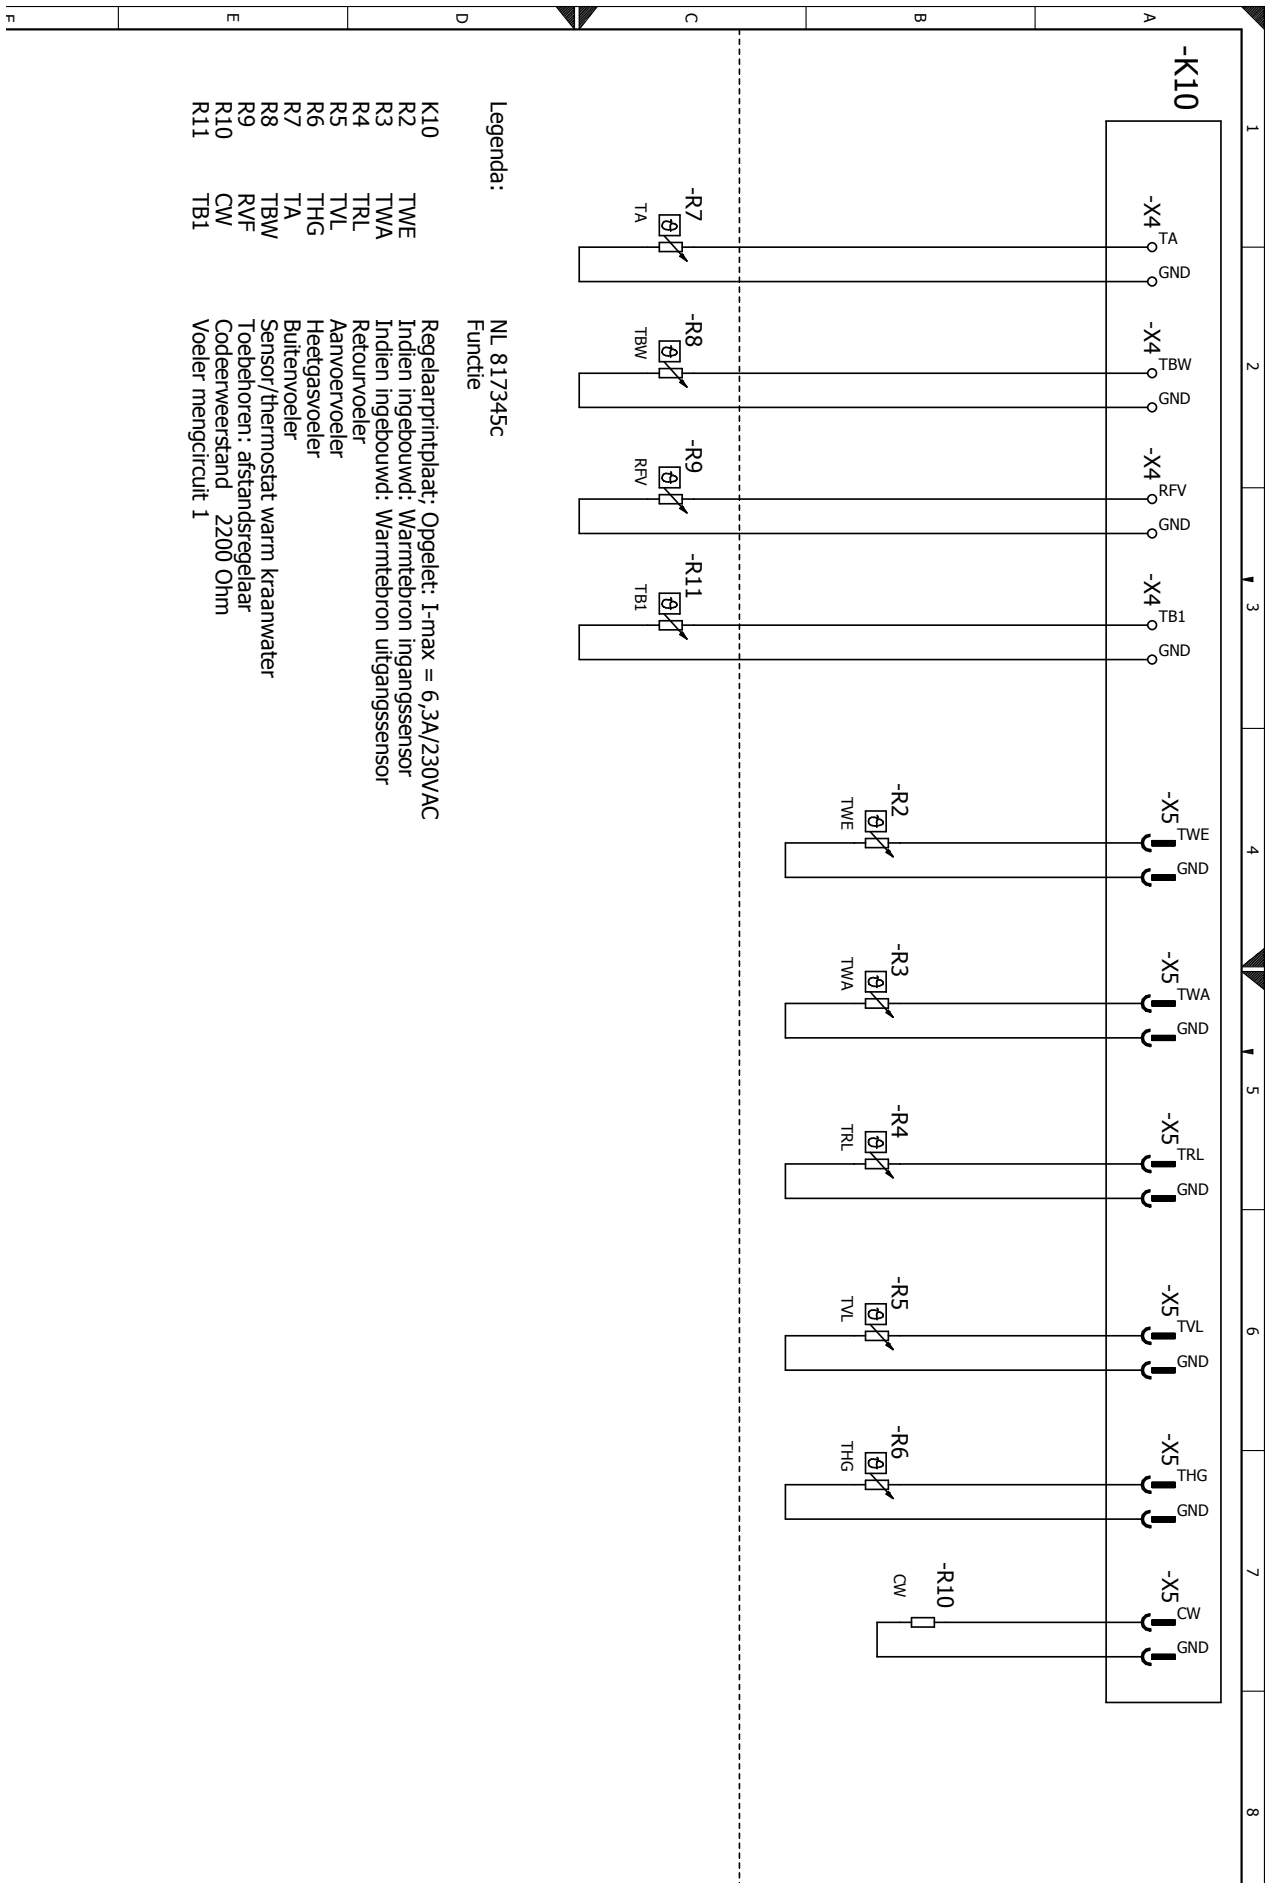 1 2 3 4 5 6 7 8
A
B
C
D
E
F
-K10
-X4 TA GND
-X4 TBW GND
-X4 RFV GND
-X4 TB1 GND
-X5 TWE GND
-X5 TWA GND
-X5 TRL GND
-X5 TVL GND
-X5 THG GND
-X5 CW GND
-R7
TA
-R8
TBW
-R9
RFV
-R11
TB1
-R2
TWE
-R3
TWA
-R4
TRL
-R5
TVL
-R6
THG
-R10
CW
Legenda: NL 817345c
Functie
K10 Regelaarprintplaat; Opgelet: I-max = 6,3A/230VAC
R2 TWE Indien ingebouwd: Warmtebron ingangssensor
R3 TWA Indien ingebouwd: Warmtebron uitgangssensor
R4 TRL Retourvoeler
R5 TVL Aanvoervoeler
R6 THG Heetgasvoeler
R7 TA Buitenvoeler
R8 TBW Sensor/thermostat warm kraanwater
R9 RVF Toebehoren: afstandsregelaar
R10 CW Codeerweerstand 2200 Ohm
R11 TB1 Voeler mengcircuit 1